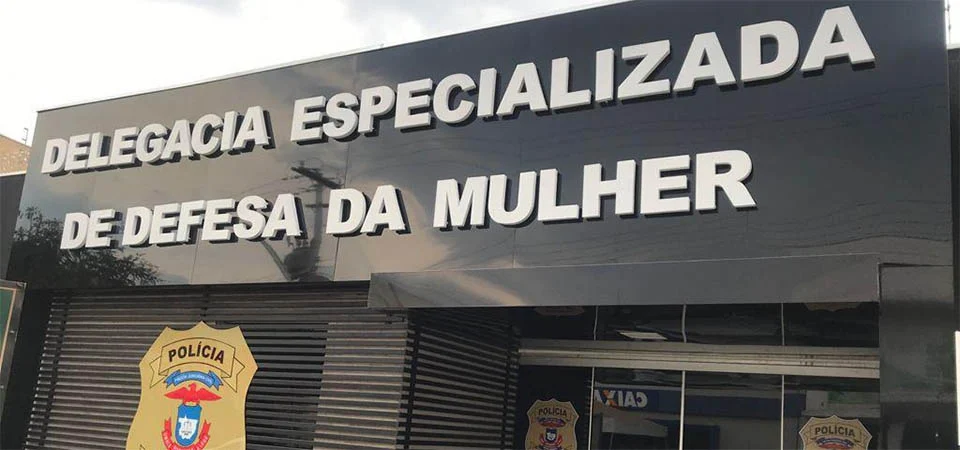 DELEGACIA ESPECIALIZADA
DE DEFESA DA MULHER
POLÍCIA
CAIXA
POLÍCIA
POLÍCIA